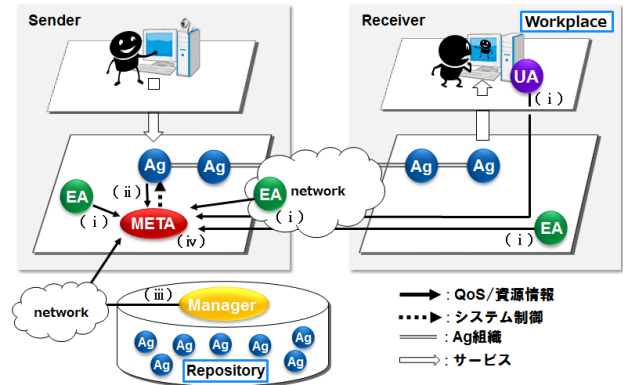 Sender
Receiver
Workplace
UA
(ⅰ)
Ag
Ag
Ag
Ag
EA
(ⅱ)
EA
network
(ⅰ)
META
(ⅰ)
(ⅳ)
(ⅰ)
EA
network
(ⅲ)
Manager
Ag
Ag
Ag
Ag
Ag
Ag
Ag
Repository
: QoS/資源情報
: システム制御
: Ag組織
: サービス